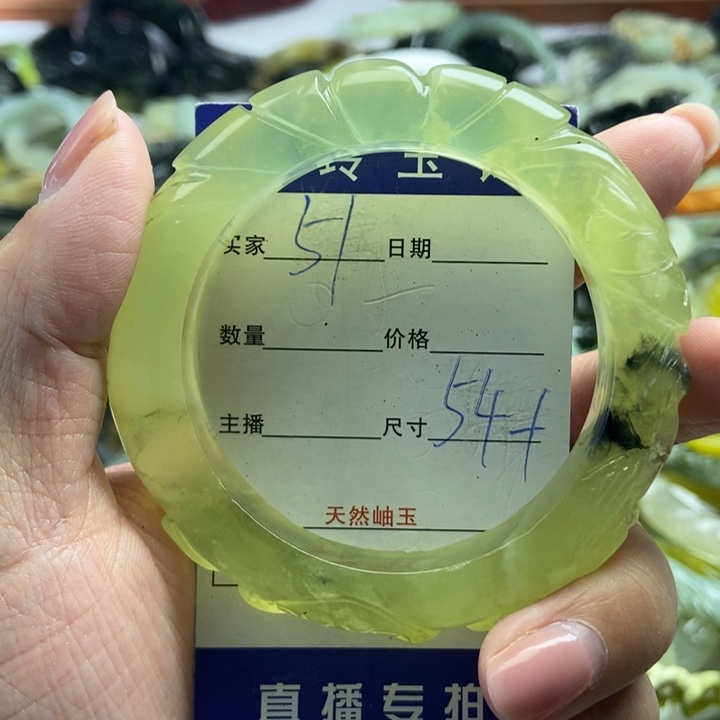 玲玉
买家 51 日期
数量 价格
主播 尺寸 54+
天然岫玉
直播专拍